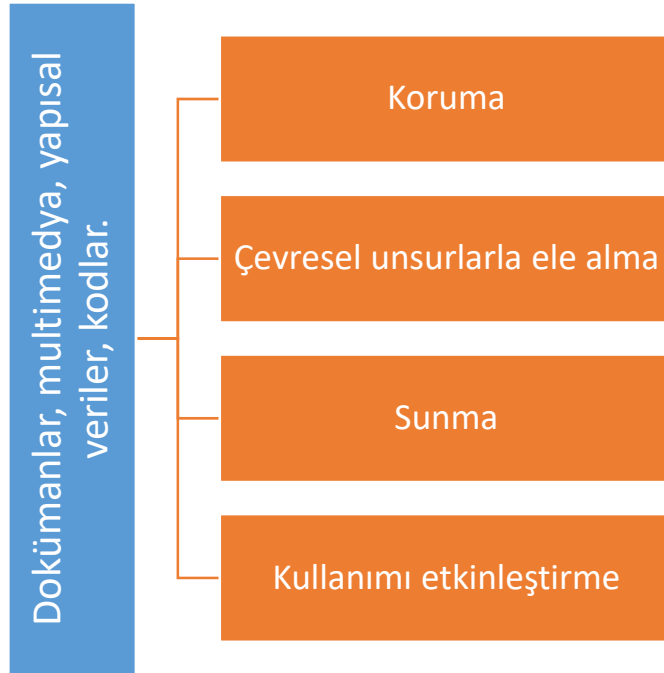 Dokümanlar, multimedya, yapısal
veriler, kodlar.
Koruma
Çevresel unsurlarla ele alma
Sunma
Kullanımı etkinleştirme